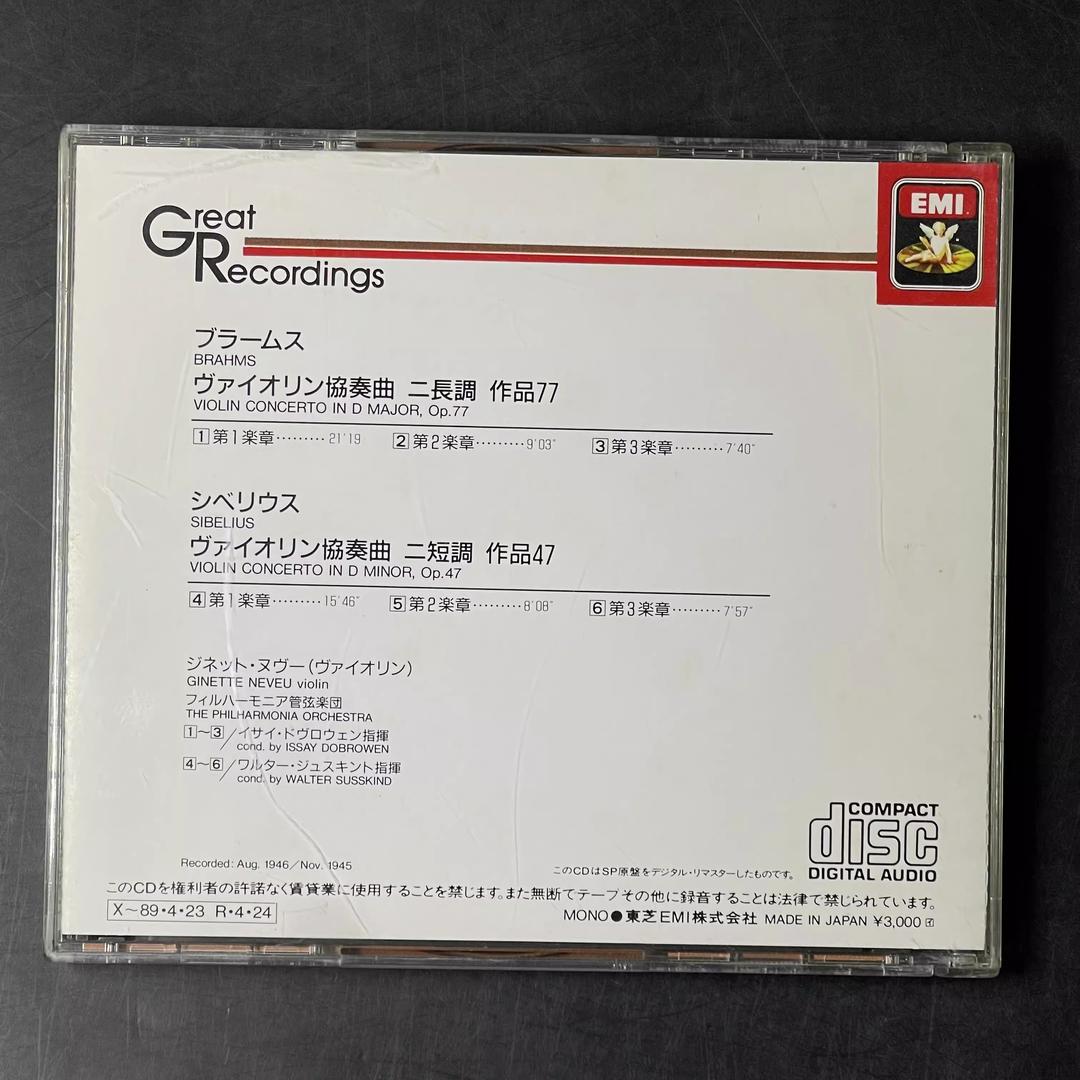 Great
Recordings
EMI
ブラームス
BRAHMS
ヴァイオリン協奏曲 ニ長調 作品77
VIOLIN CONCERTO IN D MAJOR, Op.77
1 第1楽章‥‥‥‥‥21'19 2 第2楽章‥‥‥‥‥9'03" 3 第3楽章‥‥‥‥‥7'40"
シベリウス
SIBELIUS
ヴァイオリン協奏曲 ニ短調 作品47
VIOLIN CONCERTO IN D MINOR, Op.47
4 第1楽章‥‥‥‥‥15'46" 5 第2楽章‥‥‥‥‥8'08" 6 第3楽章‥‥‥‥‥7'57"
ジネット・ヌヴー(ヴァイオリン)
GINETTE NEVEU violin
フィルハーモニア管弦楽団
THE PHILHARMONIA ORCHESTRA
1〜3/イサイ・ドヴロウェン指揮
cond. by ISSAY DOBROWEN
4〜6/ワルター・ジュスキント指揮
cond. by WALTER SUSSKIND
COMPACT
disc
DIGITAL AUDIO
Recorded: Aug. 1946/Nov. 1945
このCDはSP原盤をデジタル・リマスターしたものです。
このCDを権利者の許諾なく賃貸業に使用することを禁じます。また無断でテープその他に録音することは法律で禁じられています。
X〜89・4・23 R・4・24
MONO●東芝EMI株式会社 MADE IN JAPAN ¥3,000